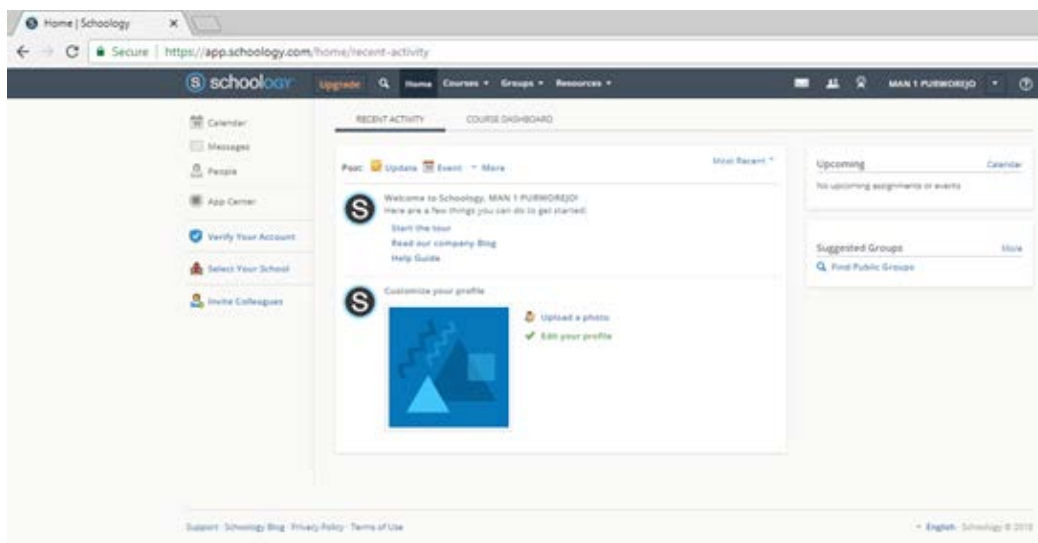 Home | Schoology
Secure | https://app.schoology.com/home/recent-activity
S schoology Upgrade Home Courses Groups Resources MAN 1 PURWOREJO
RECENT ACTIVITY COURSE DASHBOARD
Calendar
Messages
People
App Center
Verify Your Account
Select Your School
Invite Colleagues
Post: Update Event More Most Recent
S
Welcome to Schoology, MAN 1 PURWOREJO!
Here are a few things you can do to get started:
Start the tour
Read our company Blog
Help Guide
S
Customize your profile
Upload a photo
Edit your profile
Upcoming Calendar
No upcoming assignments or events
Suggested Groups More
Find Public Groups
Support · Schoology Blog · Privacy Policy · Terms of Use English · Schoology © 2018